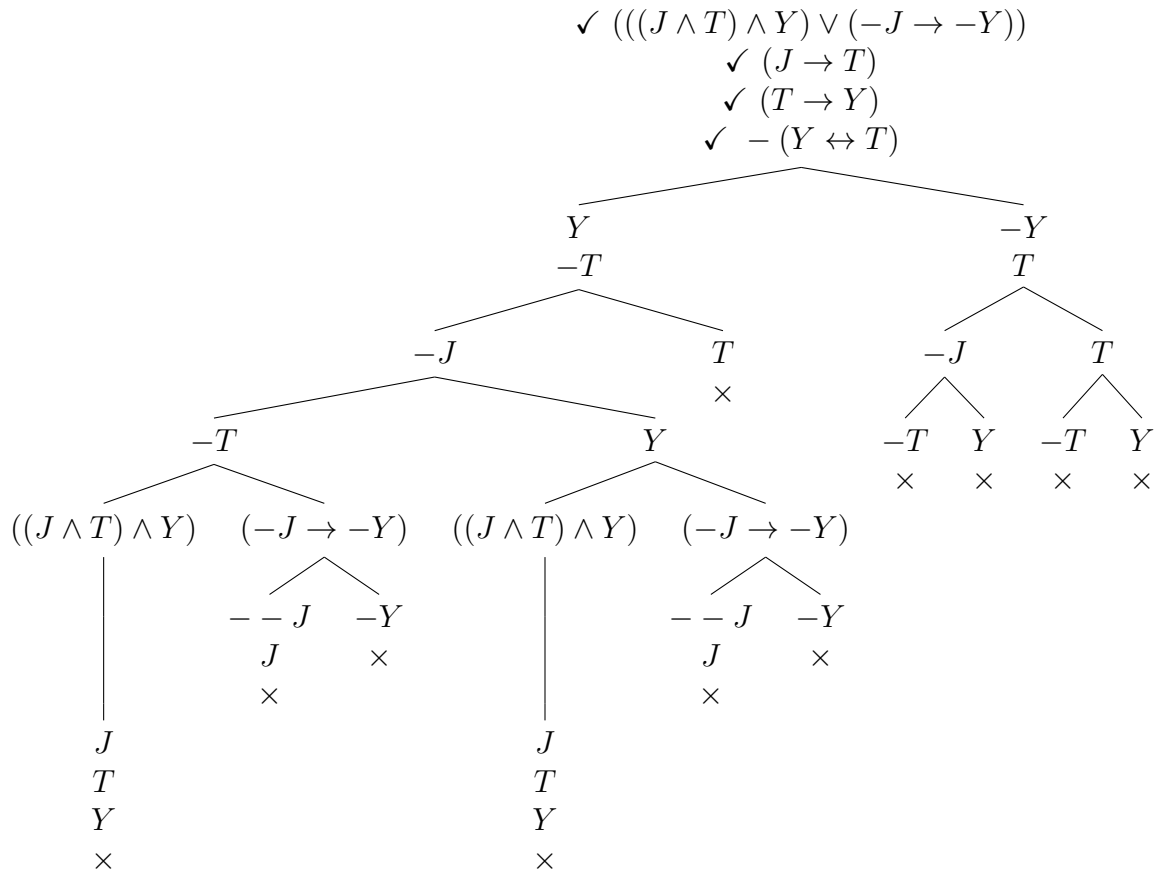 ✓ (((J ∧ T) ∧ Y) ∨ (−J → −Y))
✓ (J → T)
✓ (T → Y)
✓ − (Y ↔ T)
Y −Y
−T T
−J T −J T
×
−T Y −T Y −T Y
× × × ×
((J ∧ T) ∧ Y) (−J → −Y) ((J ∧ T) ∧ Y) (−J → −Y)
− − J −Y − − J −Y
J × J ×
× ×
J J
T T
Y Y
× ×